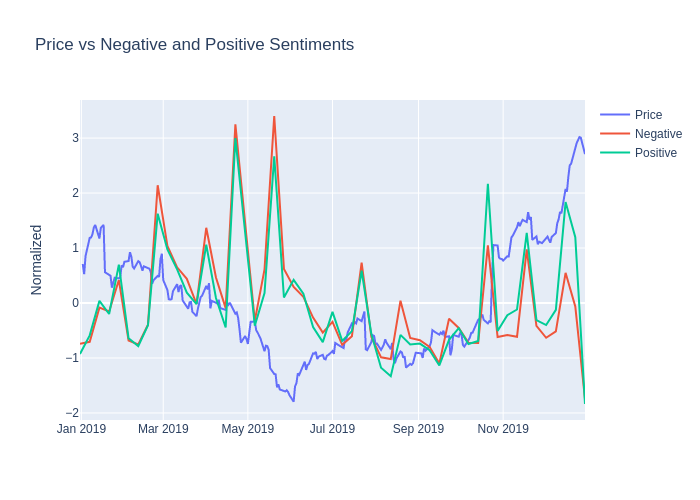 Price vs Negative and Positive Sentiments
Price
Negative
Positive
Normalized
3
2
1
0
−1
−2
Jan 2019
Mar 2019
May 2019
Jul 2019
Sep 2019
Nov 2019